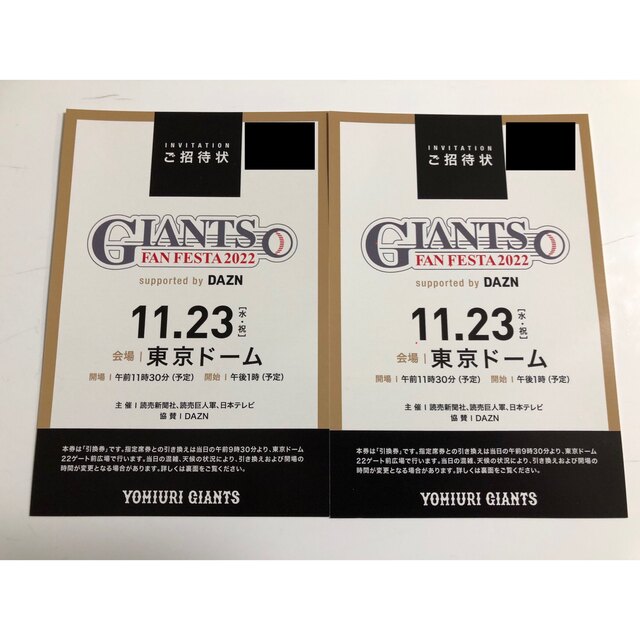 INVITATION
ご招待状
GIANTS
FAN FESTA 2022
supported by DAZN
11.23[水・祝]
会場 | 東京ドーム
開場 | 午前11時30分(予定) 開始 | 午後1時(予定)
主 催 | 読売新聞社、読売巨人軍、日本テレビ
協 賛 | DAZN
本券は「引換券」です。指定席券との引き換えは当日の午前9時30分より、東京ドーム
22ゲート前広場で行います。当日の混雑、天候の状況により、引き換えおよび開場の
時間が変更となる場合があります。詳しくは裏面をご覧ください。
YOMIURI GIANTS
INVITATION
ご招待状
GIANTS
FAN FESTA 2022
supported by DAZN
11.23[水・祝]
会場 | 東京ドーム
開場 | 午前11時30分(予定) 開始 | 午後1時(予定)
主 催 | 読売新聞社、読売巨人軍、日本テレビ
協 賛 | DAZN
本券は「引換券」です。指定席券との引き換えは当日の午前9時30分より、東京ドーム
22ゲート前広場で行います。当日の混雑、天候の状況により、引き換えおよび開場の
時間が変更となる場合があります。詳しくは裏面をご覧ください。
YOMIURI GIANTS